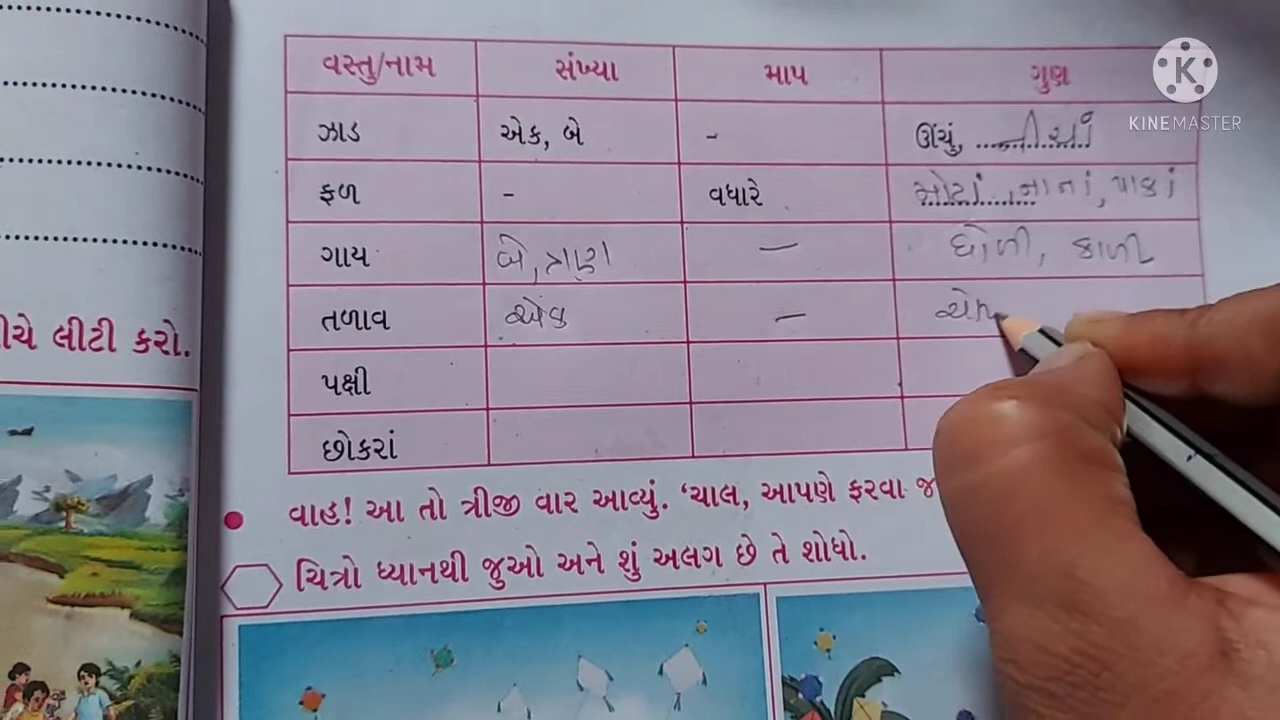 વસ્તુ/નામ સંખ્યા માપ ગુણ
ઝાડ એક, બે - ઊંચું, નીચાં
ફળ - વધારે મોટાં નાનાં, પાકાં
ગાય બે, ત્રણ — ધોળી, કાળી
તળાવ એક —
પક્ષી
છોકરાં
ીચે લીટી કરો.
વાહ! આ તો ત્રીજી વાર આવ્યું. ‘ચાલ, આપણે ફરવા જ
ચિત્રો ધ્યાનથી જુઓ અને શું અલગ છે તે શોધો.
K
KINEMASTER